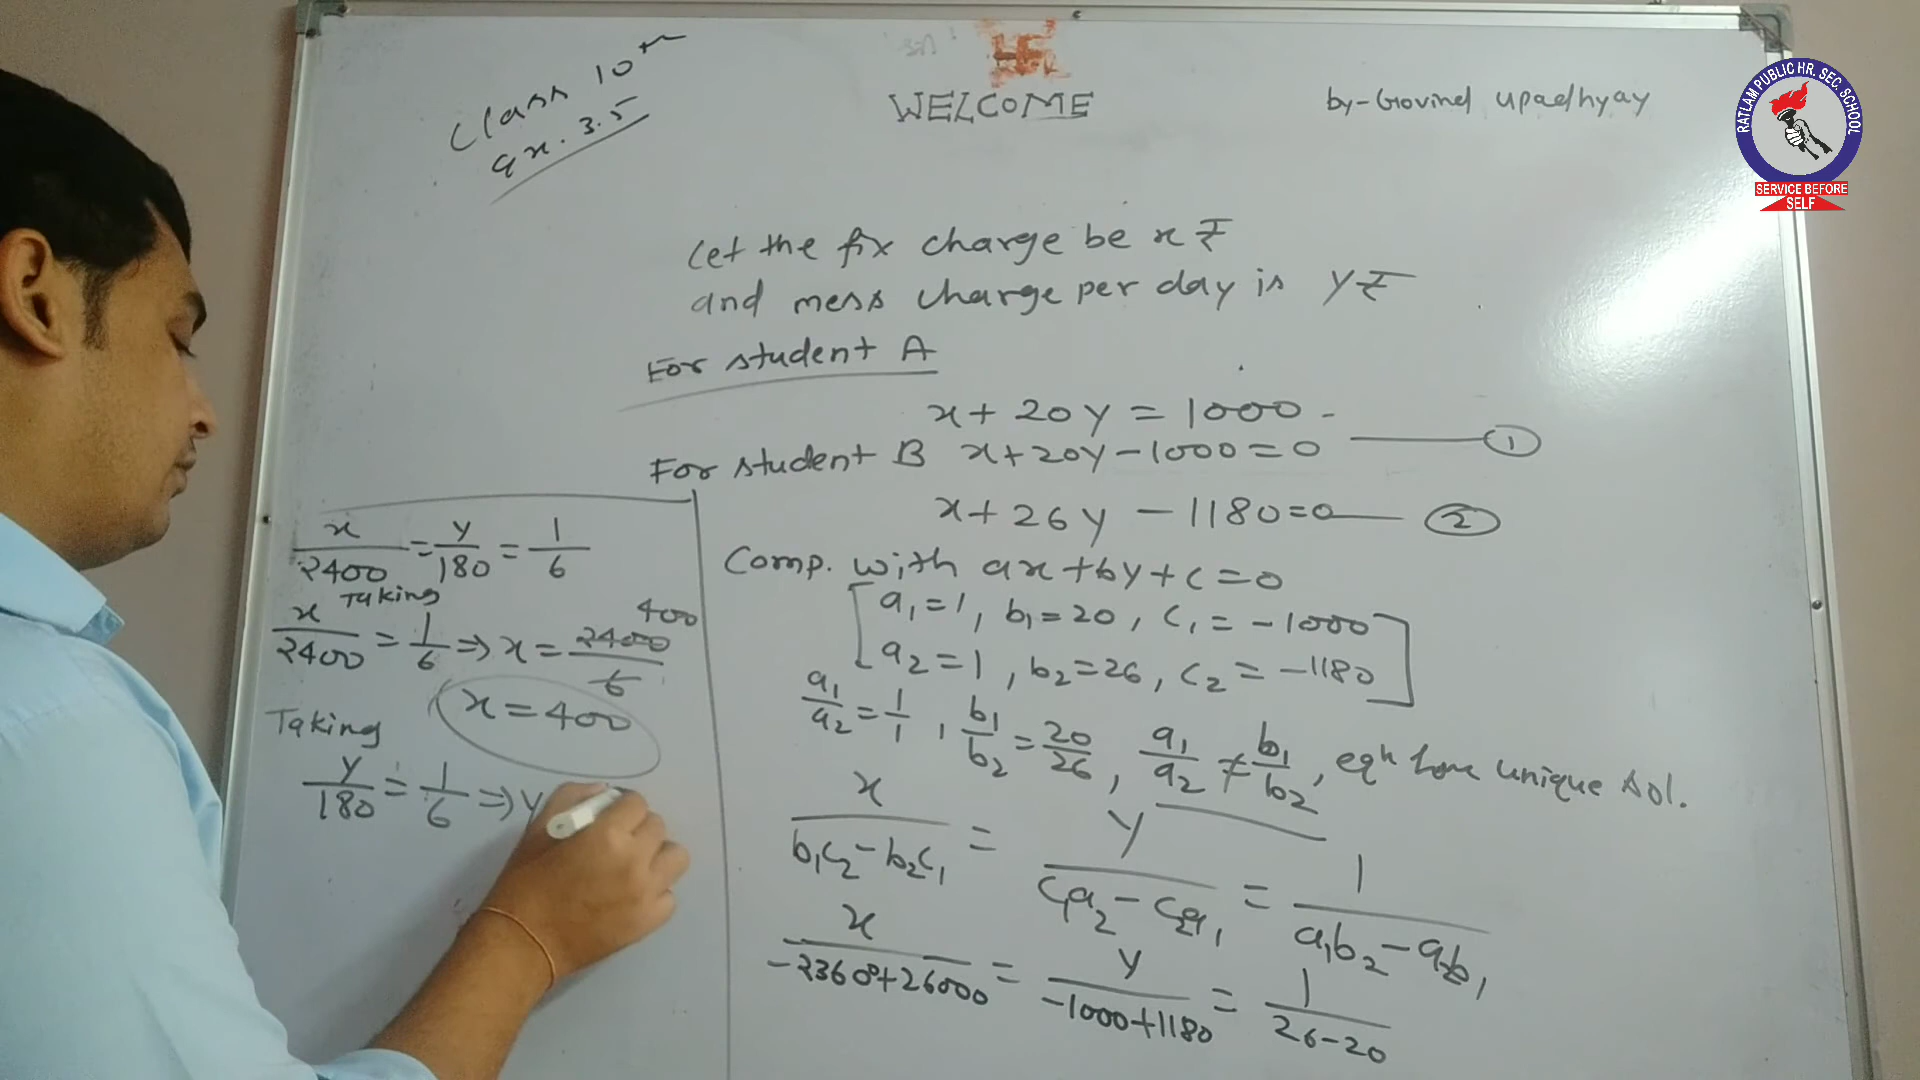 Class 10th
ex. 3.5
WELCOME
by-Govind Upadhyay
RATLAM PUBLIC HR. SEC. SCHOOL
SERVICE BEFORE
SELF
Let the fix charge be x ₹
and mess charge per day is y ₹
For student A
x + 20y = 1000 -
x + 20y - 1000 = 0 ——— ①
For student B
x + 26y - 1180 = 0 —— ②
Comp. with ax + by + c = 0
[a₁ = 1, b₁ = 20, c₁ = -1000
a₂ = 1, b₂ = 26, c₂ = -1180]
a₁/a₂ = 1/1, b₁/b₂ = 20/26, a₁/a₂ ≠ b₁/b₂, eqn have unique sol.
x/(b₁c₂ - b₂c₁) = y/(c₁a₂ - c₂a₁) = 1/(a₁b₂ - a₂b₁)
x/(-23600 + 26000) = y/(-1000 + 1180) = 1/(26 - 20)
x/2400 = y/180 = 1/6
Taking
x/2400 = 1/6 ⇒ x = 2400/6 400
x = 400
Taking
y/180 = 1/6 ⇒ y